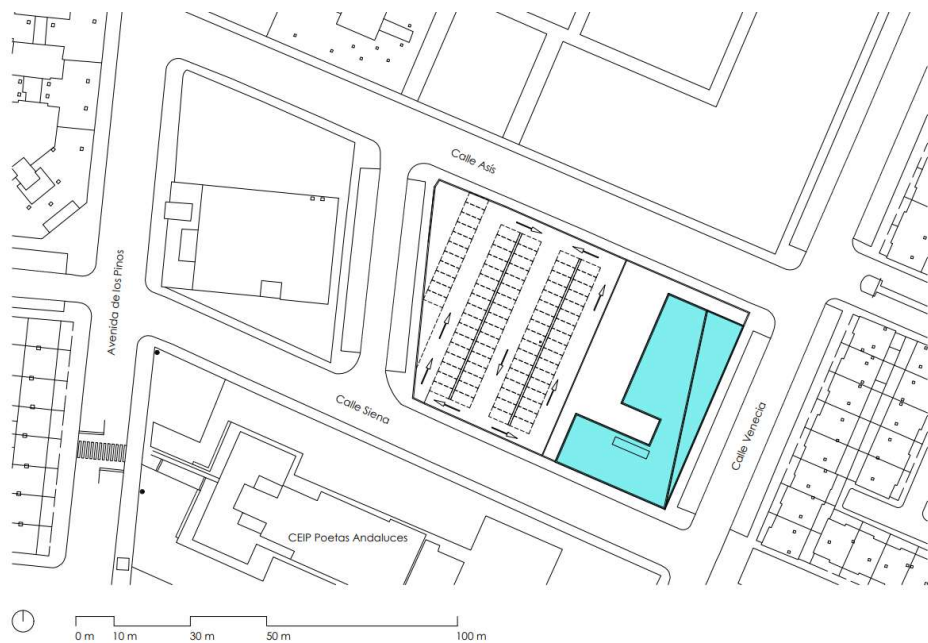 Calle Asís
Avenida de los Pinos
Calle Siena
Calle Venecia
CEIP Poetas Andaluces
0 m 10 m 30 m 50 m 100 m